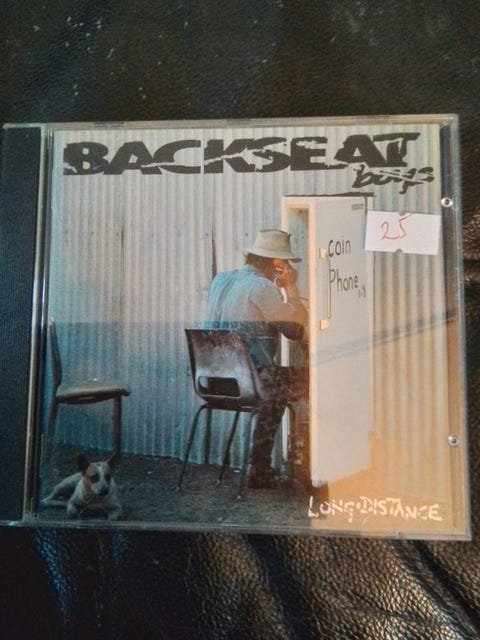 BACKSEAT
boys
25
Coin
Phone
LONG-DISTANCE